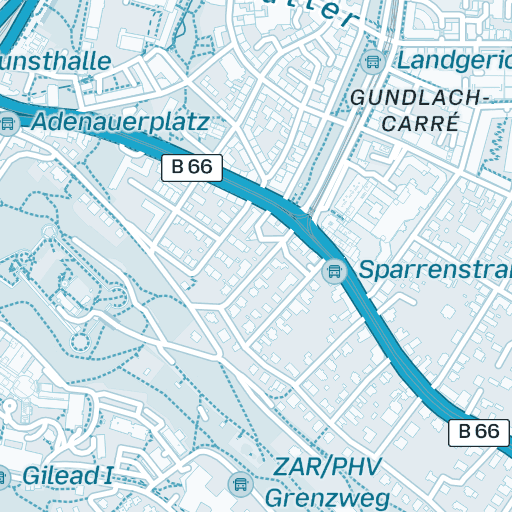 Landgeric
unsthalle
GUNDLACH-
CARRÉ
Adenauerplatz
B 66
Sparrenstra
B 66
ZAR/PHV
Grenzweg
Gilead I